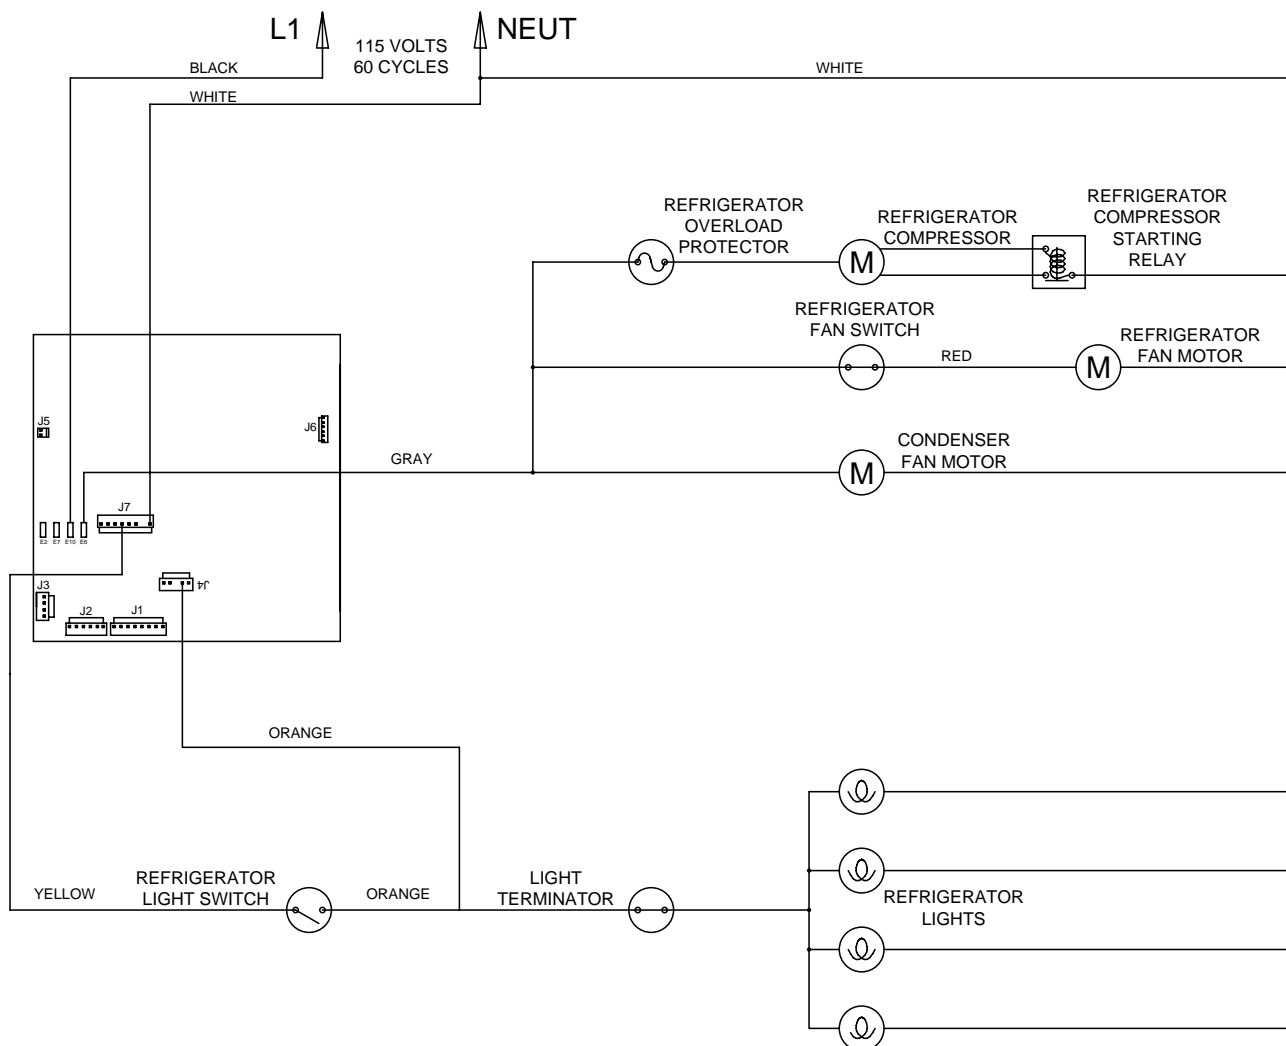 L1
NEUT
115 VOLTS
60 CYCLES
BLACK
WHITE
WHITE
REFRIGERATOR
OVERLOAD
PROTECTOR
REFRIGERATOR
COMPRESSOR
REFRIGERATOR
COMPRESSOR
STARTING
RELAY
M
REFRIGERATOR
FAN SWITCH
RED
REFRIGERATOR
FAN MOTOR
M
J5
J6
GRAY
CONDENSER
FAN MOTOR
M
J7
E2
E7
E10
E6
J3
J4
J2
J1
ORANGE
YELLOW
REFRIGERATOR
LIGHT SWITCH
ORANGE
LIGHT
TERMINATOR
REFRIGERATOR
LIGHTS